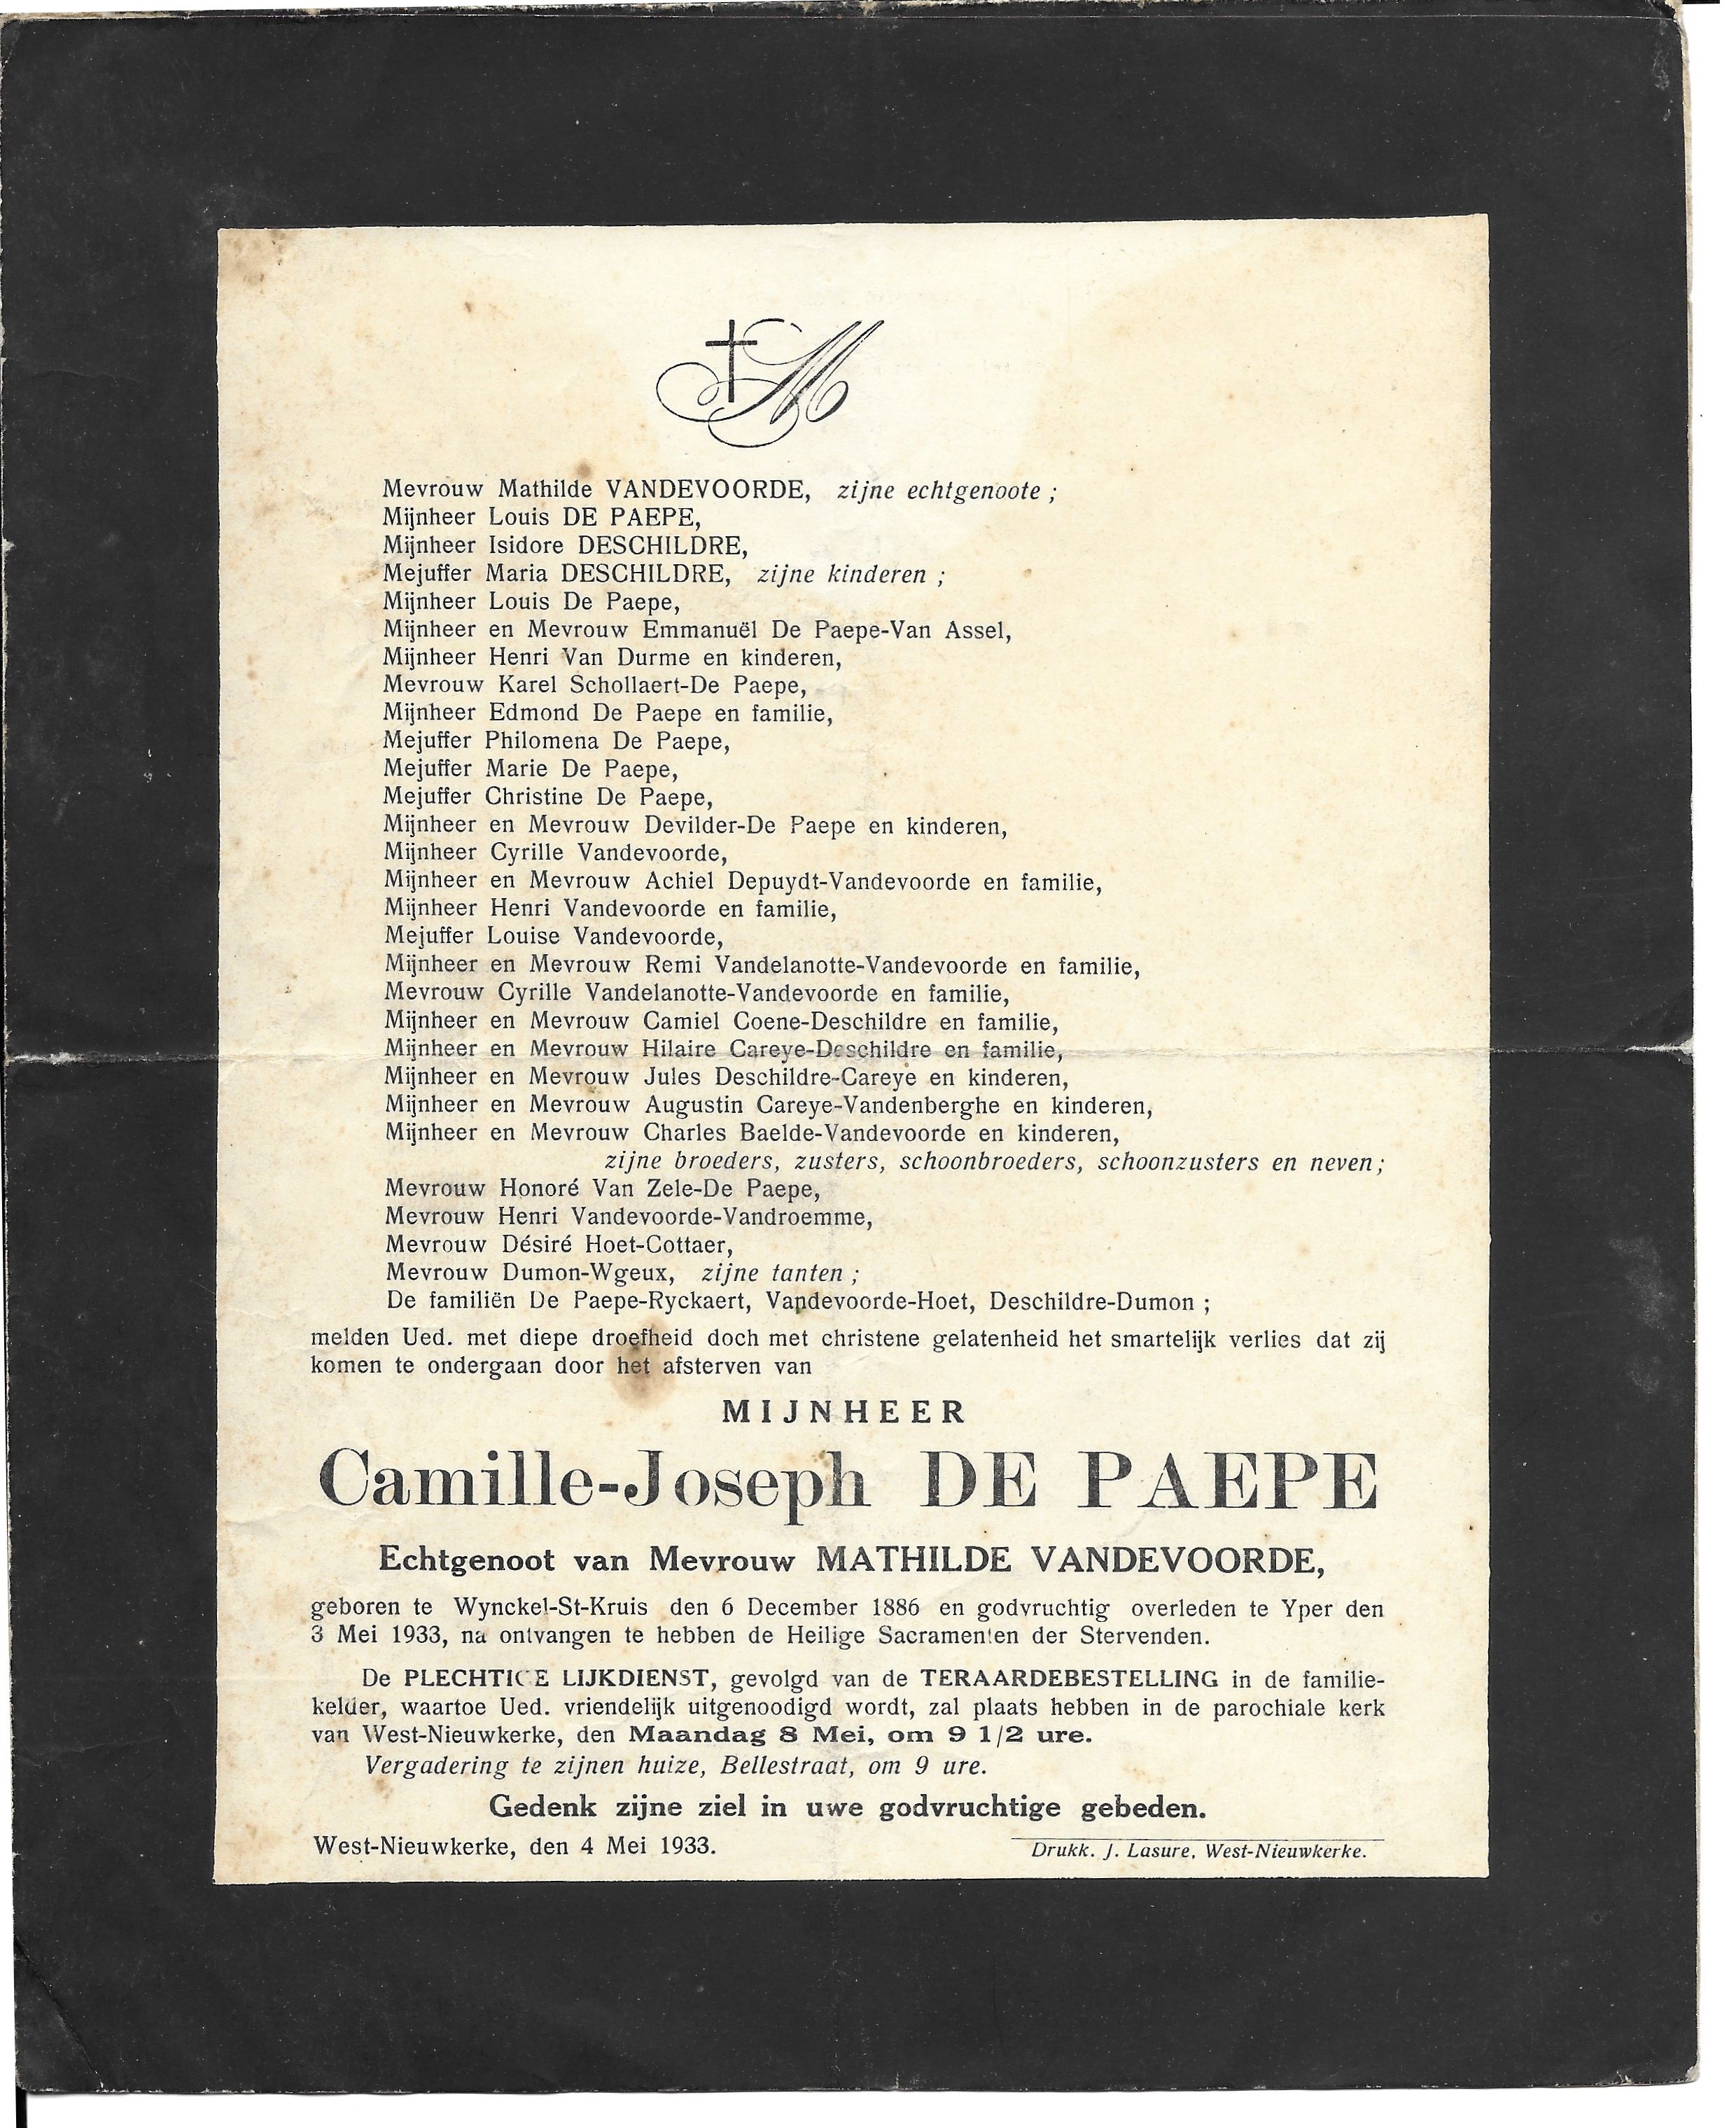 M
Mevrouw Mathilde VANDEVOORDE, zijne echtgenoote ;
Mijnheer Louis DE PAEPE,
Mijnheer Isidore DESCHILDRE,
Mejuffer Maria DESCHILDRE, zijne kinderen ;
Mijnheer Louis De Paepe,
Mijnheer en Mevrouw Emmanuël De Paepe-Van Assel,
Mijnheer Henri Van Durme en kinderen,
Mevrouw Karel Schollaert-De Paepe,
Mijnheer Edmond De Paepe en familie,
Mejuffer Philomena De Paepe,
Mejuffer Marie De Paepe,
Mejuffer Christine De Paepe,
Mijnheer en Mevrouw Devilder-De Paepe en kinderen,
Mijnheer Cyrille Vandevoorde,
Mijnheer en Mevrouw Achiel Depuydt-Vandevoorde en familie,
Mijnheer Henri Vandevoorde en familie,
Mejuffer Louise Vandevoorde,
Mijnheer en Mevrouw Remi Vandelanotte-Vandevoorde en familie,
Mevrouw Cyrille Vandelanotte-Vandevoorde en familie,
Mijnheer en Mevrouw Camiel Coene-Deschildre en familie,
Mijnheer en Mevrouw Hilaire Careye-Deschildre en familie,
Mijnheer en Mevrouw Jules Deschildre-Careye en kinderen,
Mijnheer en Mevrouw Augustin Careye-Vandenberghe en kinderen,
Mijnheer en Mevrouw Charles Baelde-Vandevoorde en kinderen,
zijne broeders, zusters, schoonbroeders, schoonzusters en neven;
Mevrouw Honoré Van Zele-De Paepe,
Mevrouw Henri Vandevoorde-Vandroemme,
Mevrouw Désiré Hoet-Cottaer,
Mevrouw Dumon-Wgeux, zijne tanten ;
De familiën De Paepe-Ryckaert, Vandevoorde-Hoet, Deschildre-Dumon ;
melden Ued. met diepe droefheid doch met christene gelatenheid het smartelijk verlies dat zij
komen te ondergaan door het afsterven van
MIJNHEER
Camille-Joseph DE PAEPE
Echtgenoot van Mevrouw MATHILDE VANDEVOORDE,
geboren te Wynckel-St-Kruis den 6 December 1886 en godvruchtig overleden te Yper den
3 Mei 1933, na ontvangen te hebben de Heilige Sacramenten der Stervenden.
De PLECHTIGE LIJKDIENST, gevolgd van de TERAARDEBESTELLING in de familie-
kelder, waartoe Ued. vriendelijk uitgenoodigd wordt, zal plaats hebben in de parochiale kerk
van West-Nieuwkerke, den Maandag 8 Mei, om 9 1/2 ure.
Vergadering te zijnen huize, Bellestraat, om 9 ure.
Gedenk zijne ziel in uwe godvruchtige gebeden.
West-Nieuwkerke, den 4 Mei 1933.
Drukk. J. Lasure, West-Nieuwkerke.